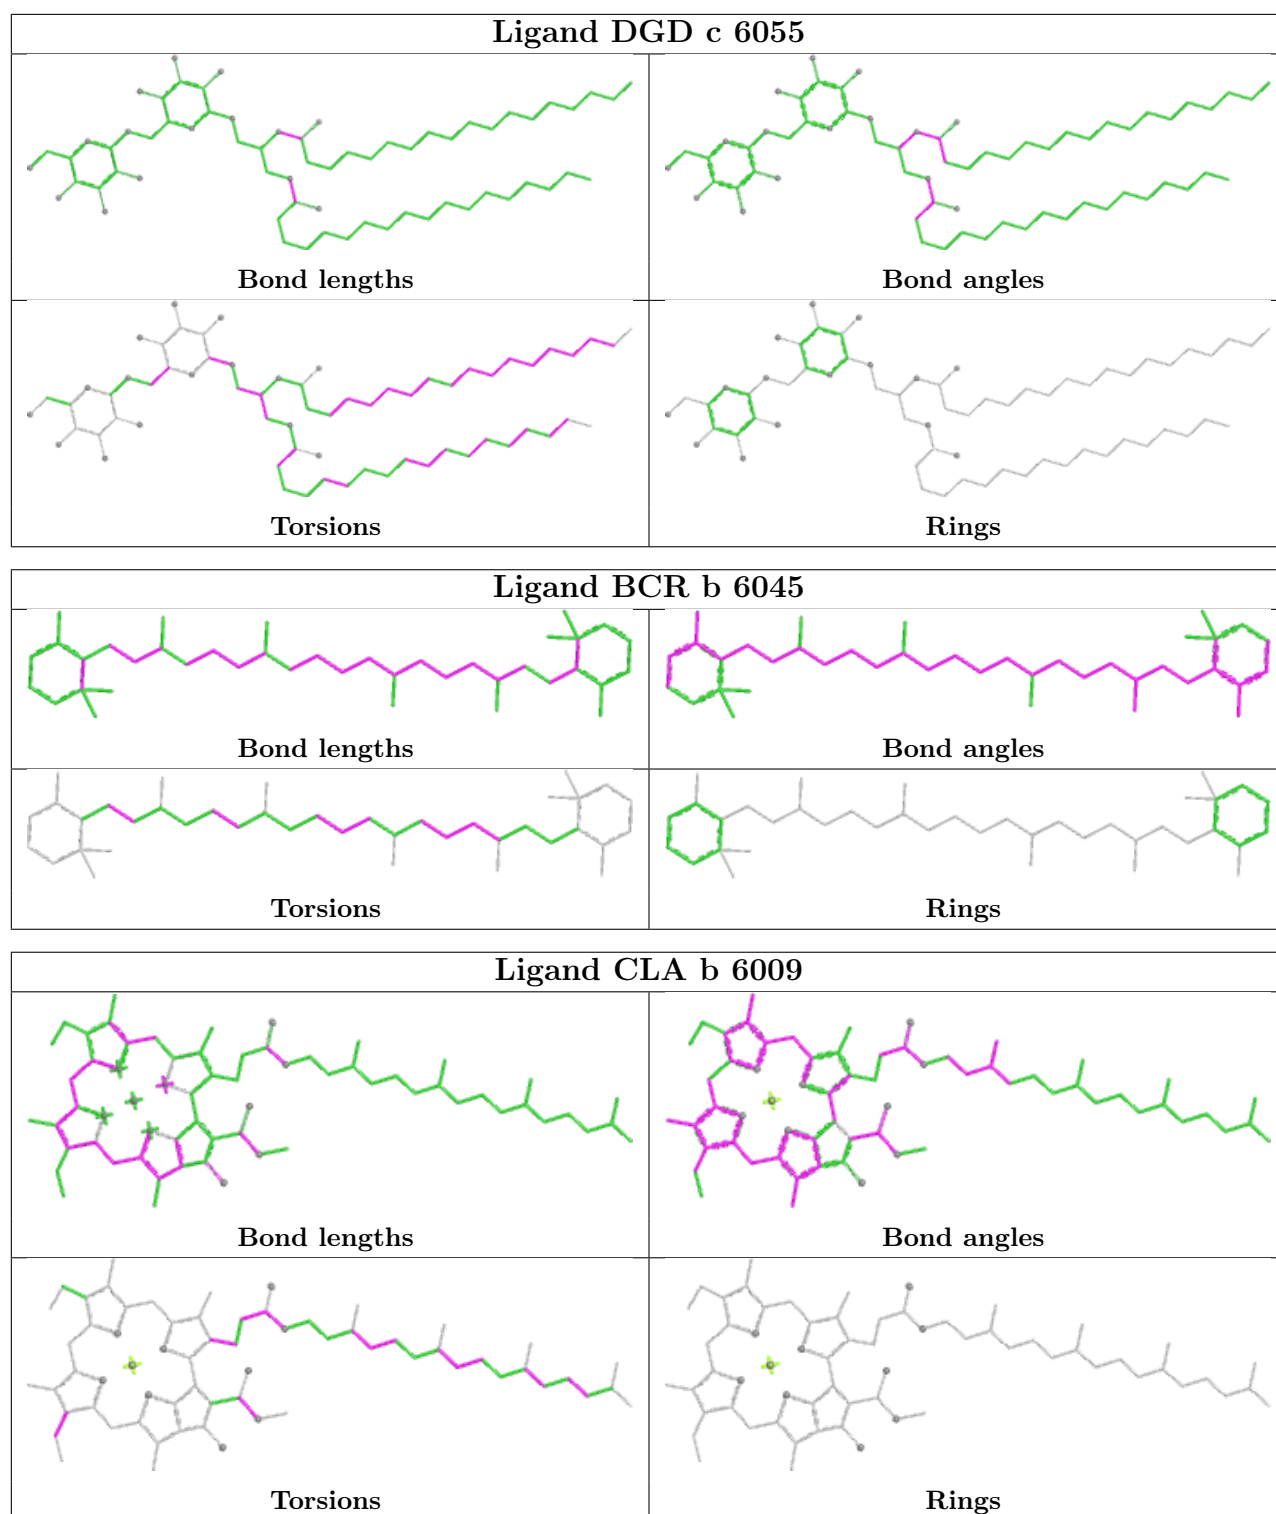 Ligand DGD c 6055
Bond lengths
Bond angles
Torsions
Rings
Ligand BCR b 6045
Bond lengths
Bond angles
Torsions
Rings
Ligand CLA b 6009
Bond lengths
Bond angles
Torsions
Rings